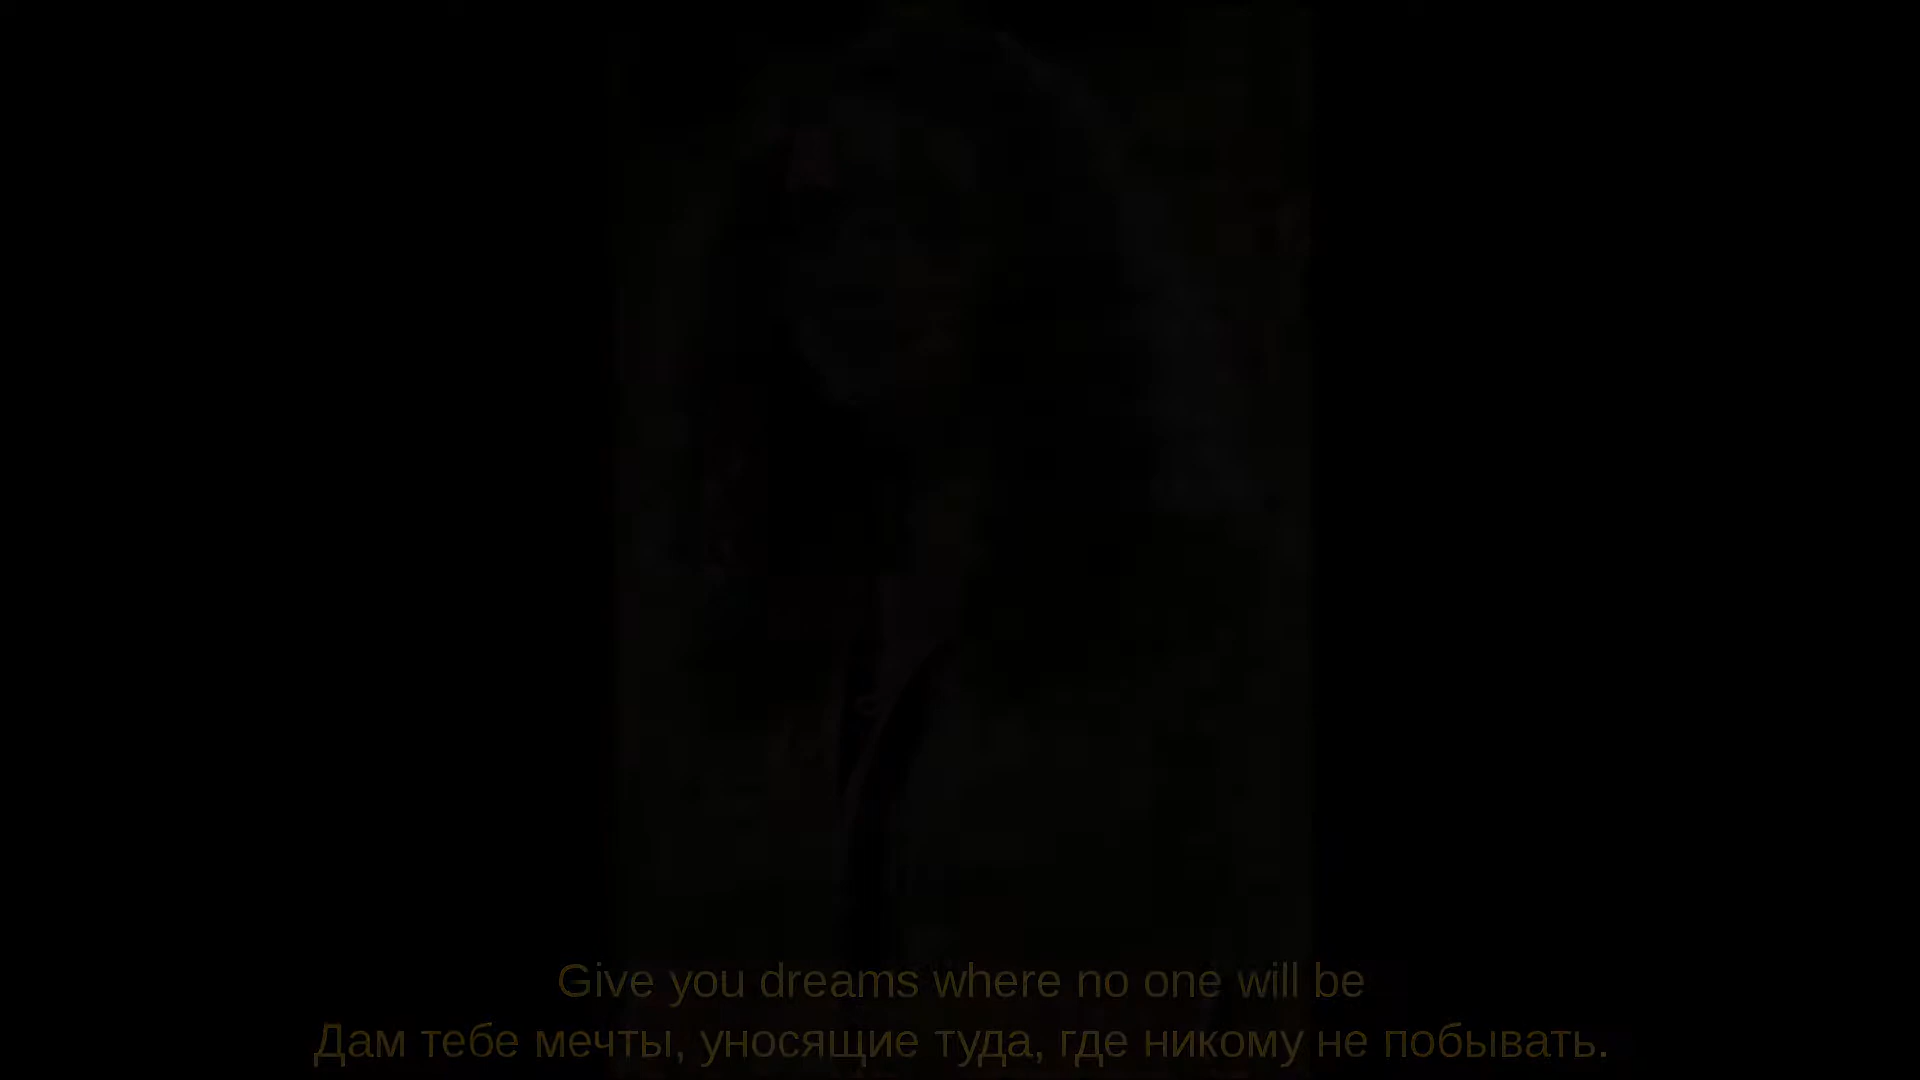 Give you dreams where no one will be
Дам тебе мечты, уносящие туда, где никому не побывать.